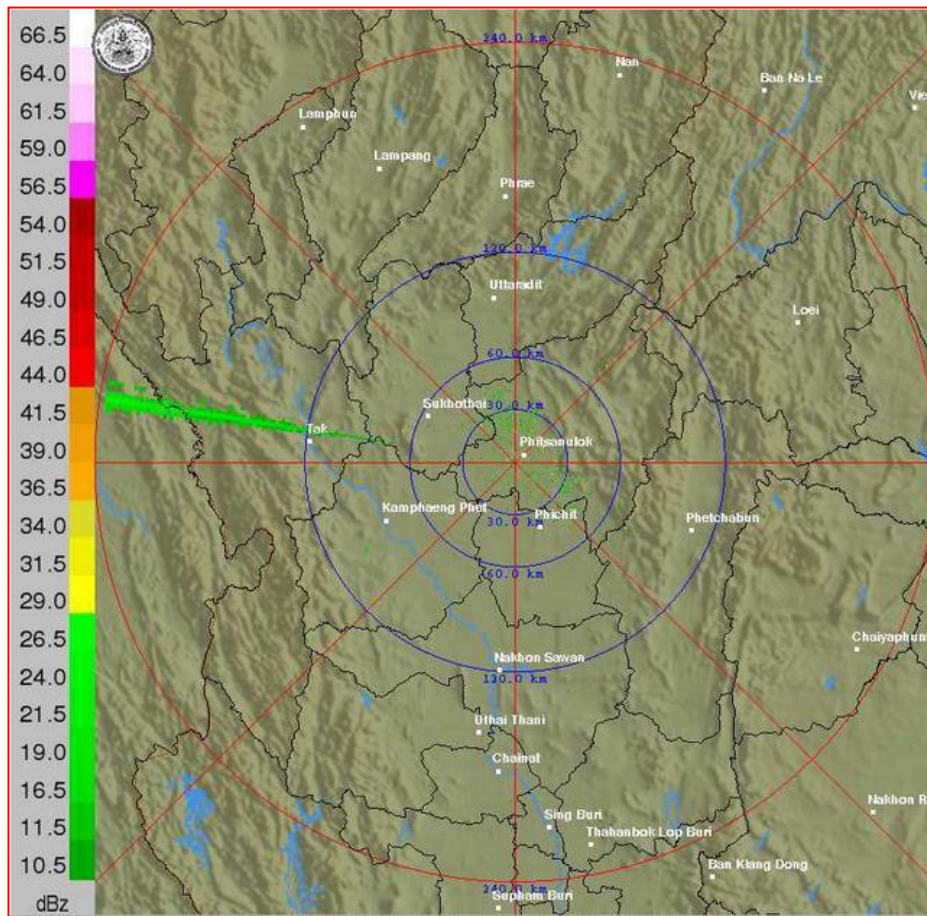 66.5
64.0
61.5
59.0
56.5
54.0
51.5
49.0
46.5
44.0
41.5
39.0
36.5
34.0
31.5
29.0
26.5
24.0
21.5
19.0
16.5
11.5
10.5
dBz
240.0 km
Nan
Ban Na Le
Vie
Lamphun
Lampang
Phrae
120.0 km
Uttaradit
Loei
60.0 km
30.0 km
Sukhothai
Tak
Phitsanulok
Kamphaeng Phet
Phichit
30.0 km
Phetchabun
60.0 km
Chaiyaphum
Nakhon Sawan
120.0 km
Uthai Thani
Chainat
Sing Buri
Thahanbok Lop Buri
Nakhon R
Ban Klang Dong
240.0 km
Supham Buri